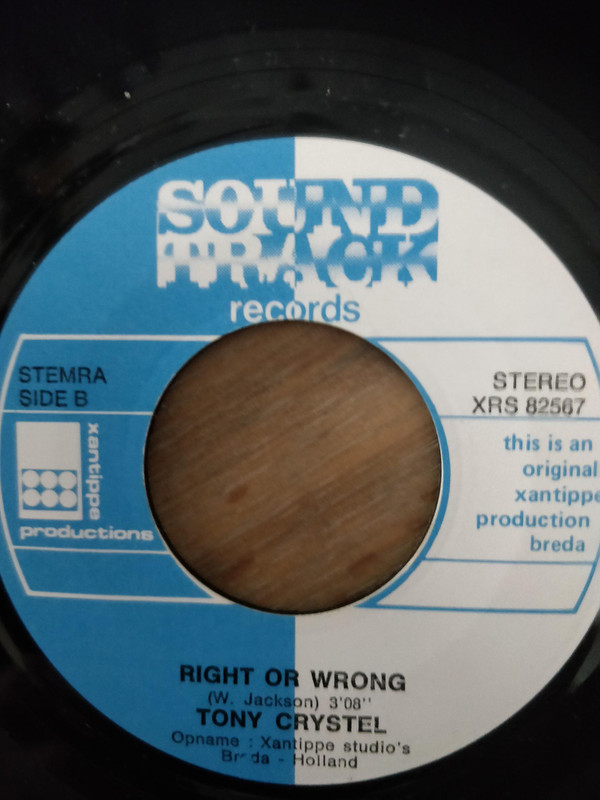 SOUND
TRACK
records
STEMRA
SIDE B
xantippe
productions
STEREO
XRS 82567
this is an
original
xantippe
production
breda
RIGHT OR WRONG
(W. Jackson) 3'08''
TONY CRYSTEL
Opname : Xantippe studio's
Breda - Holland